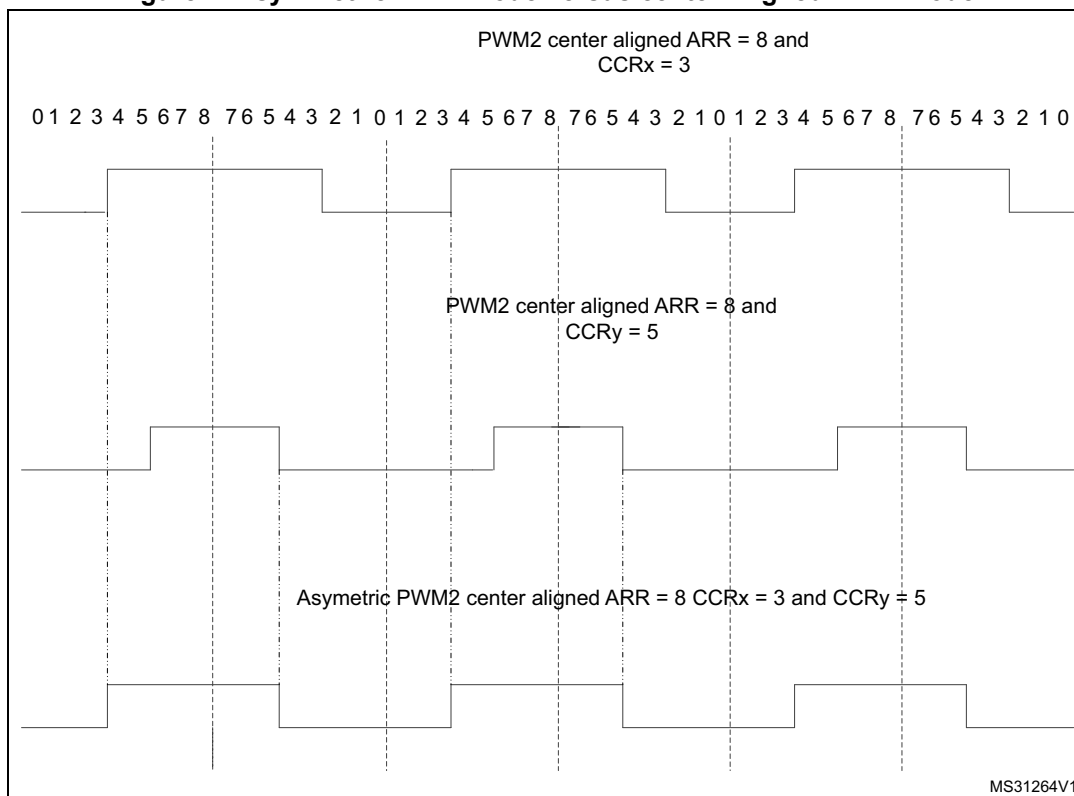 PWM2 center aligned ARR = 8 and
CCRx = 3
0 1 2 3 4 5 6 7 8 7 6 5 4 3 2 1 0 1 2 3 4 5 6 7 8 7 6 5 4 3 2 1 0 1 2 3 4 5 6 7 8 7 6 5 4 3 2 1 0
PWM2 center aligned ARR = 8 and
CCRy = 5
Asymetric PWM2 center aligned ARR = 8 CCRx = 3 and CCRy = 5
MS31264V1